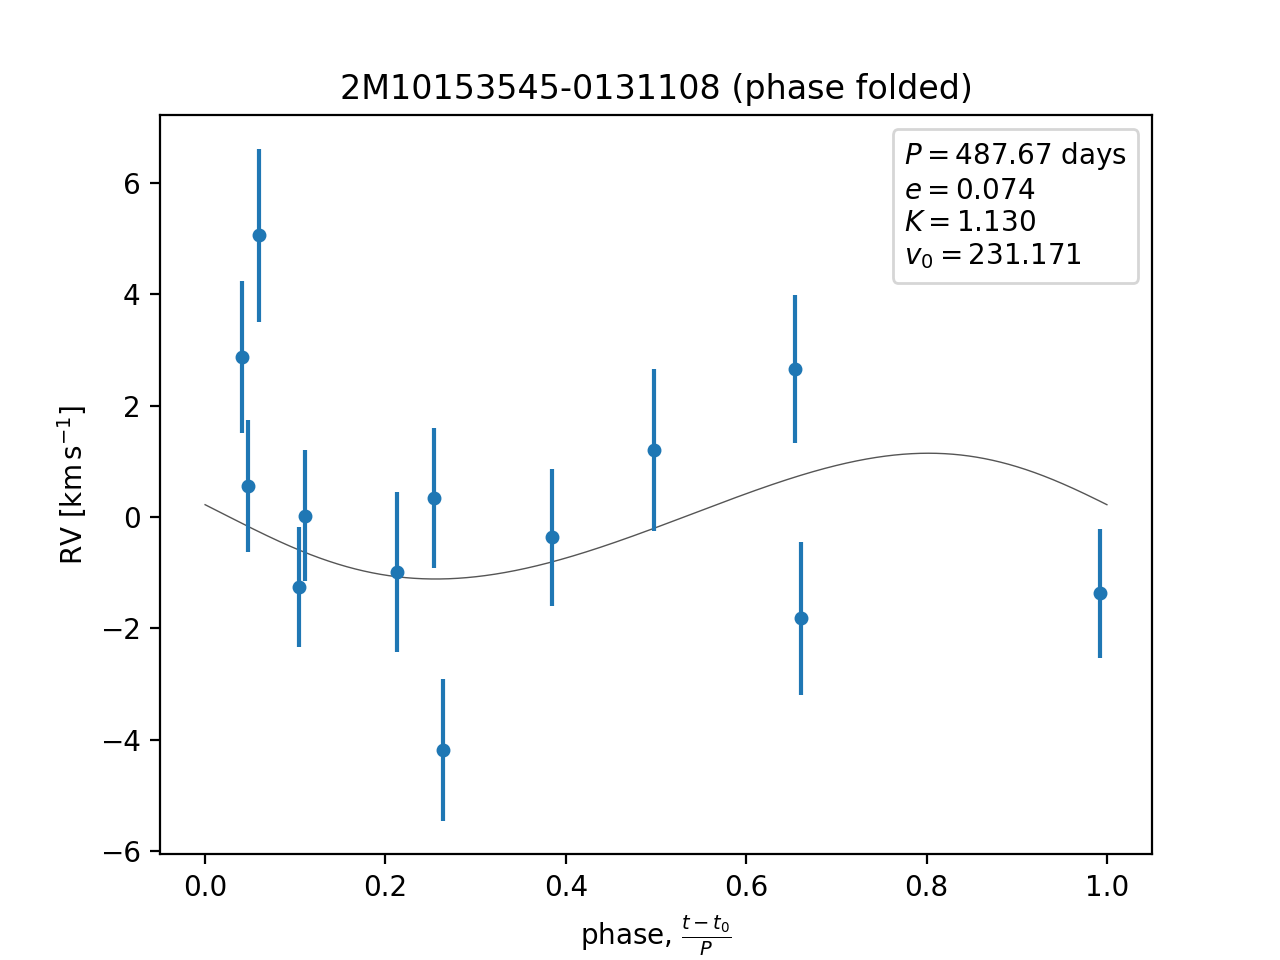 2M10153545-0131108 (phase folded)
P = 487.67 days
e = 0.074
K = 1.130
v₀ = 231.171
RV [km s⁻¹]
6
4
2
0
−2
−4
−6
0.0 0.2 0.4 0.6 0.8 1.0
phase, (t − t₀)/P